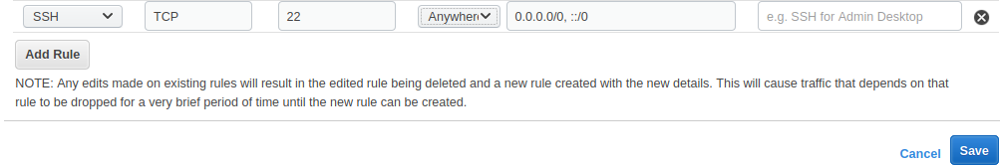 SSH TCP 22 Anywhere 0.0.0.0/0, ::/0 e.g. SSH for Admin Desktop
Add Rule
NOTE: Any edits made on existing rules will result in the edited rule being deleted and a new rule created with the new details. This will cause traffic that depends on that
rule to be dropped for a very brief period of time until the new rule can be created.
Cancel Save